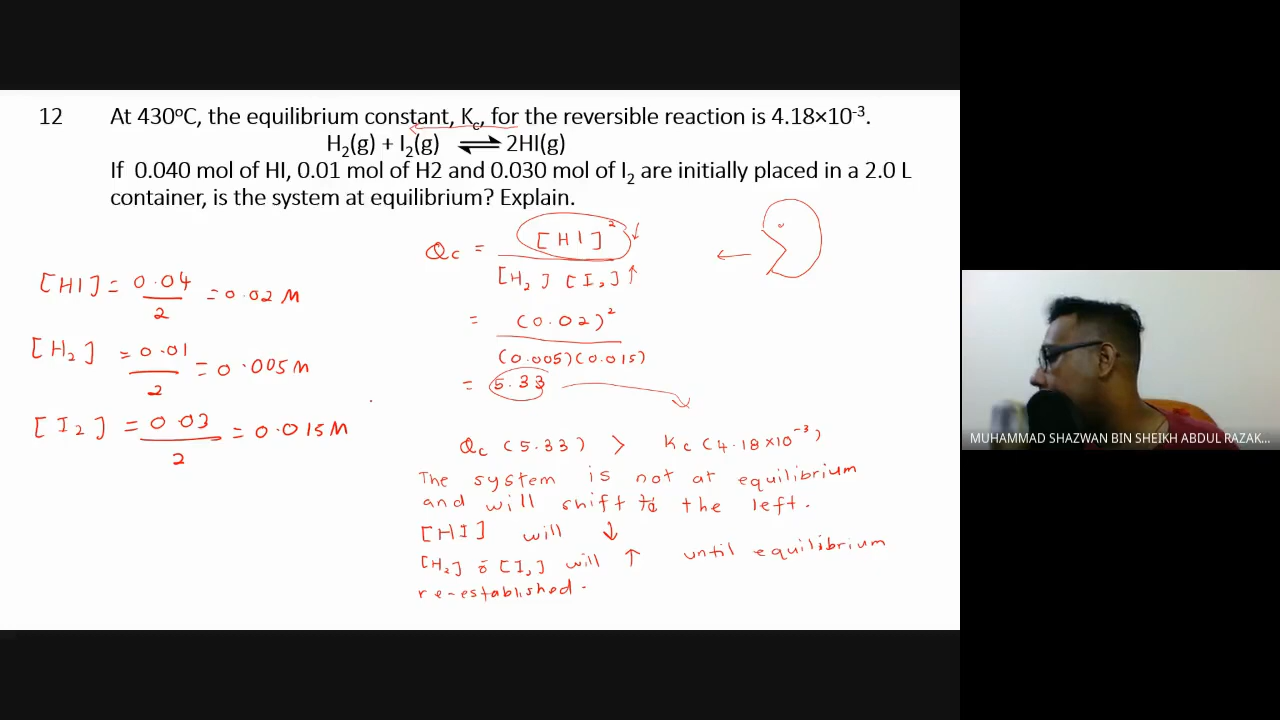 12 At 430°C, the equilibrium constant, Kc, for the reversible reaction is 4.18×10⁻³.
H₂(g) + I₂(g) ⇌ 2HI(g)
If 0.040 mol of HI, 0.01 mol of H2 and 0.030 mol of I₂ are initially placed in a 2.0 L
container, is the system at equilibrium? Explain.
[HI] = 0.04/2 = 0.02 M
[H₂] = 0.01/2 = 0.005 M
[I₂] = 0.03/2 = 0.015 M
Qc = [HI]² ↓ / [H₂] [I₂] ↑
= (0.02)² / (0.005)(0.015)
= 5.33
Qc (5.33) > Kc (4.18×10⁻³)
The system is not at equilibrium
and will shift to the left.
[HI] will ↓
[H₂] [I₂] will ↑ until equilibrium
re-established.
MUHAMMAD SHAZWAN BIN SHEIKH ABDUL RAZAK...